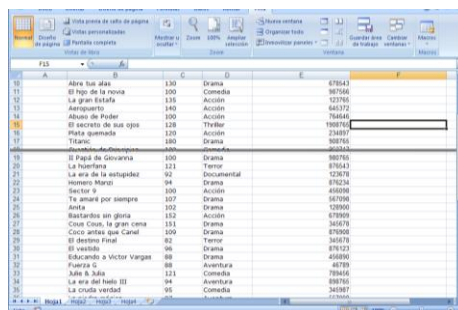 Normal Diseño de página
Vista previa de salto de página
Vistas personalizadas
Pantalla completa
Vistas de libro
Mostrar u ocultar
Zoom 100% Ampliar selección
Zoom
Nueva ventana
Organizar todo
Inmovilizar paneles
Guardar área de trabajo
Cambiar ventanas
Ventana
Macros
Macros
F15
A B C D E F
10 Abre tus alas 130 Drama 678543
11 El hijo de la novia 100 Comedia 987566
12 La gran Estafa 135 Acción 123765
13 Aeropuerto 140 Acción 645372
14 Abuso de Poder 100 Acción 764646
15 El secreto de sus ojos 128 Thriller 1908765
16 Plata quemada 120 Acción 234897
17 Titanic 180 Drama 908765
19 Il Papá de Giovanna 100 Drama 980765
20 La huérfana 121 Terror 876543
21 La era de la estupidez 92 Documental 123678
22 Homero Manzi 94 Drama 876234
23 Sector 9 100 Acción 456098
24 Te amaré por siempre 107 Drama 567098
25 Anita 102 Drama 128900
26 Bastardos sin gloria 152 Acción 678909
27 Cous Cous, la gran cena 151 Drama 345678
28 Coco antes que Canel 109 Drama 876908
29 El destino Final 82 Terror 345678
30 El vestido 96 Drama 876123
31 Educando a Victor Vargas 88 Drama 456890
32 Fuerza G 88 Aventura 46789
33 Julie & Julia 121 Comedia 789456
34 La era del hielo III 94 Aventura 898765
35 La cruda verdad 95 Comedia 345987
Hoja1 Hoja2 Hoja3 Hoja4